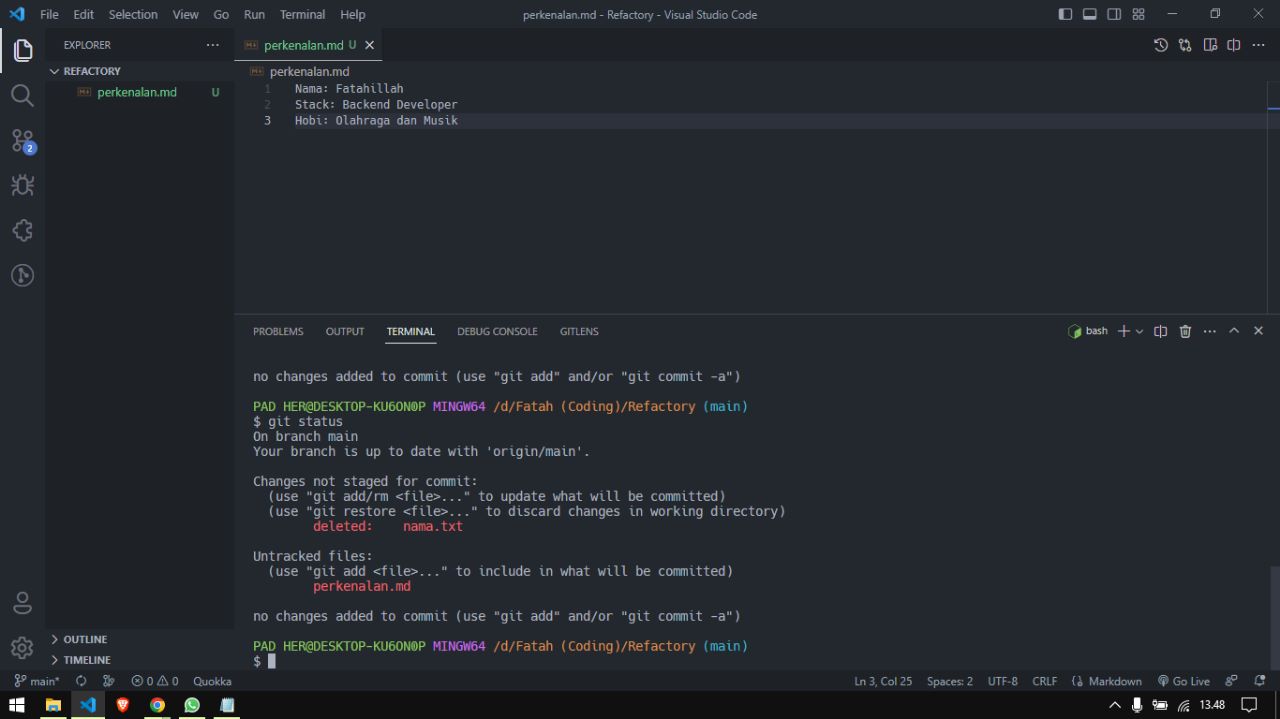 File Edit Selection View Go Run Terminal Help perkenalan.md - Refactory - Visual Studio Code
EXPLORER
perkenalan.md U
REFACTORY
perkenalan.md U
2
perkenalan.md
1 Nama: Fatahillah
2 Stack: Backend Developer
3 Hobi: Olahraga dan Musik
PROBLEMS OUTPUT TERMINAL DEBUG CONSOLE GITLENS bash
no changes added to commit (use "git add" and/or "git commit -a")
PAD HER@DESKTOP-KU6ON0P MINGW64 /d/Fatah (Coding)/Refactory (main)
$ git status
On branch main
Your branch is up to date with 'origin/main'.
Changes not staged for commit:
(use "git add/rm <file>..." to update what will be committed)
(use "git restore <file>..." to discard changes in working directory)
deleted: nama.txt
Untracked files:
(use "git add <file>..." to include in what will be committed)
perkenalan.md
no changes added to commit (use "git add" and/or "git commit -a")
PAD HER@DESKTOP-KU6ON0P MINGW64 /d/Fatah (Coding)/Refactory (main)
$
OUTLINE
TIMELINE
main* 0 0 Quokka Ln 3, Col 25 Spaces: 2 UTF-8 CRLF Markdown Go Live
13.48